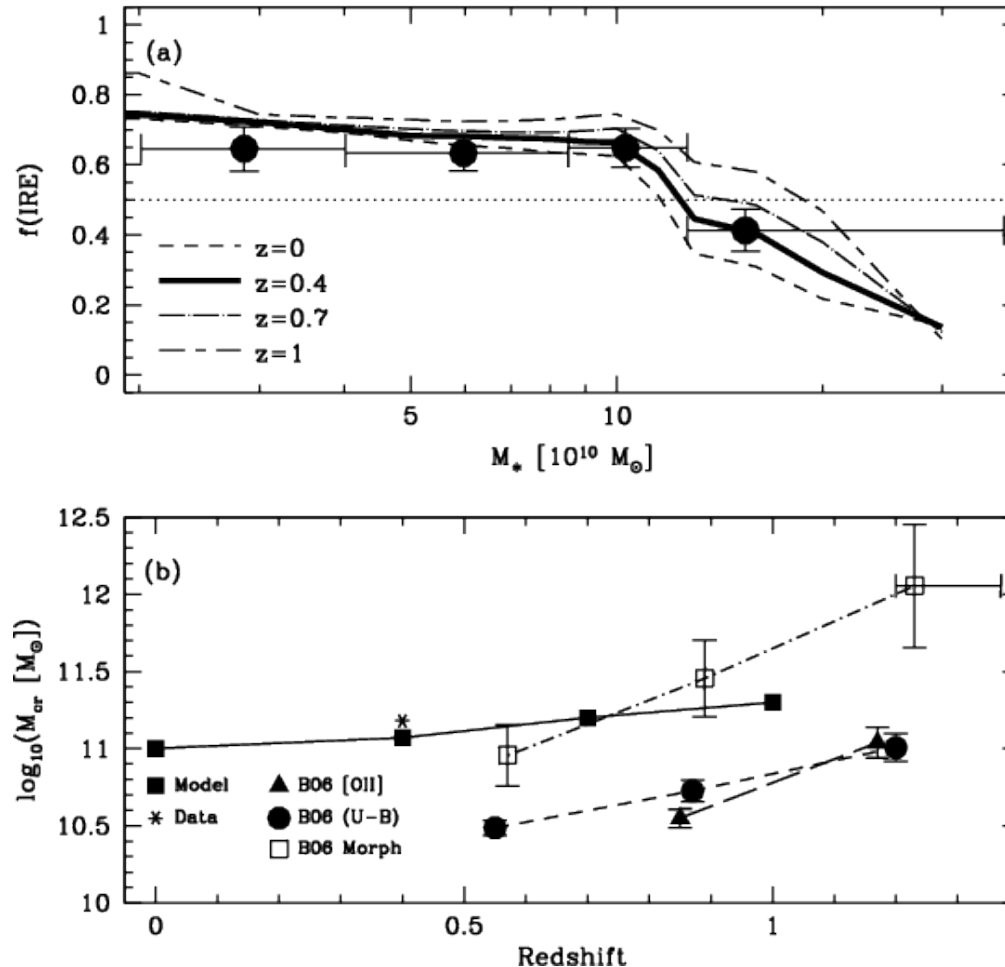 (a)
1
0.8
0.6
0.4
0.2
0
f(IRE)
z=0
z=0.4
z=0.7
z=1
5 10
M* [10¹⁰ M☉]
(b)
12.5
12
11.5
11
10.5
10
log₁₀(Mcr [M☉])
Model
Data
B06 [OII]
B06 (U-B)
B06 Morph
0 0.5 1
Redshift